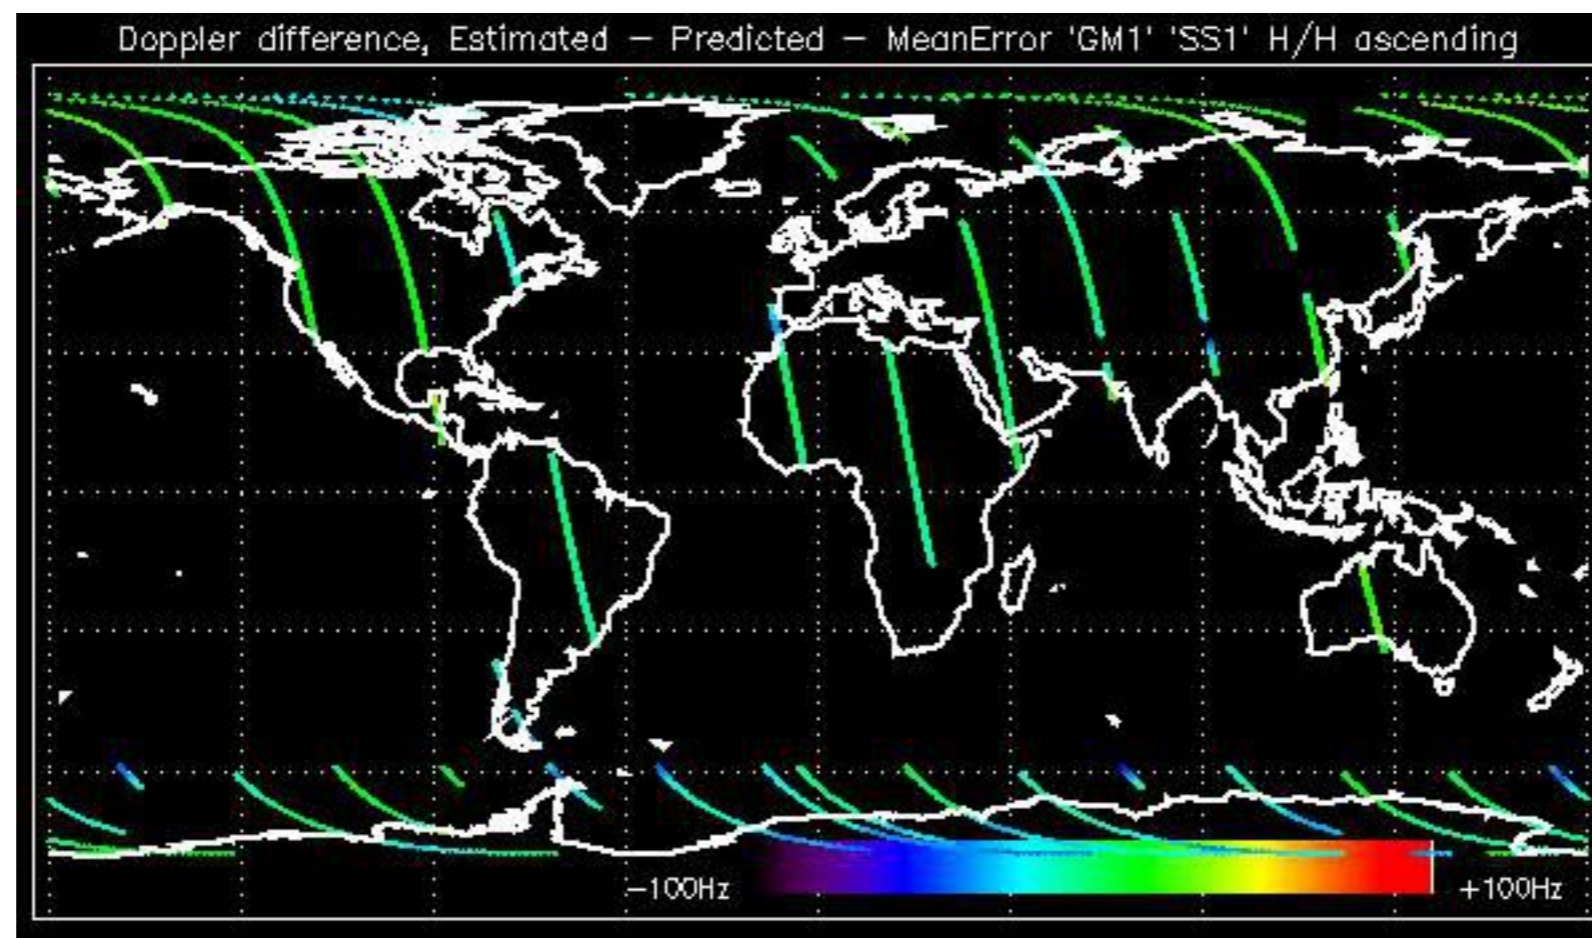 Doppler difference, Estimated – Predicted – MeanError 'GM1' 'SS1' H/H ascending
–100Hz
+100Hz